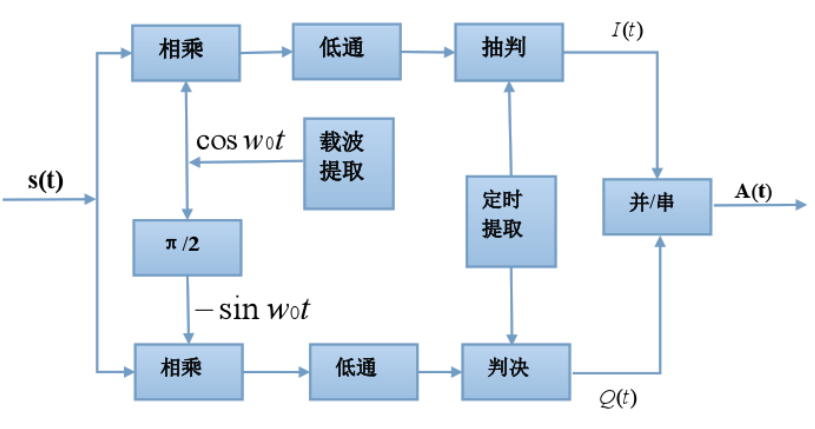 相乘
低通
抽判
I(t)
cos w₀t
载波
提取
s(t)
定时
提取
并/串
A(t)
π/2
−sin w₀t
相乘
低通
判决
Q(t)